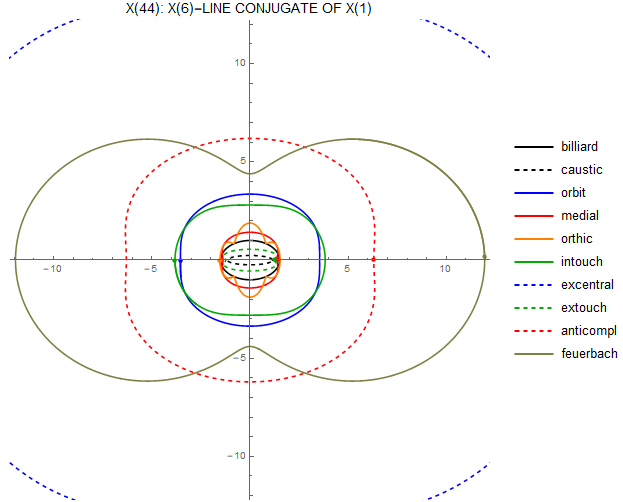 X(44): X(6)−LINE CONJUGATE OF X(1)
10
5
−10
−5
5
10
−5
−10
billiard
caustic
orbit
medial
orthic
intouch
excentral
extouch
anticompl
feuerbach